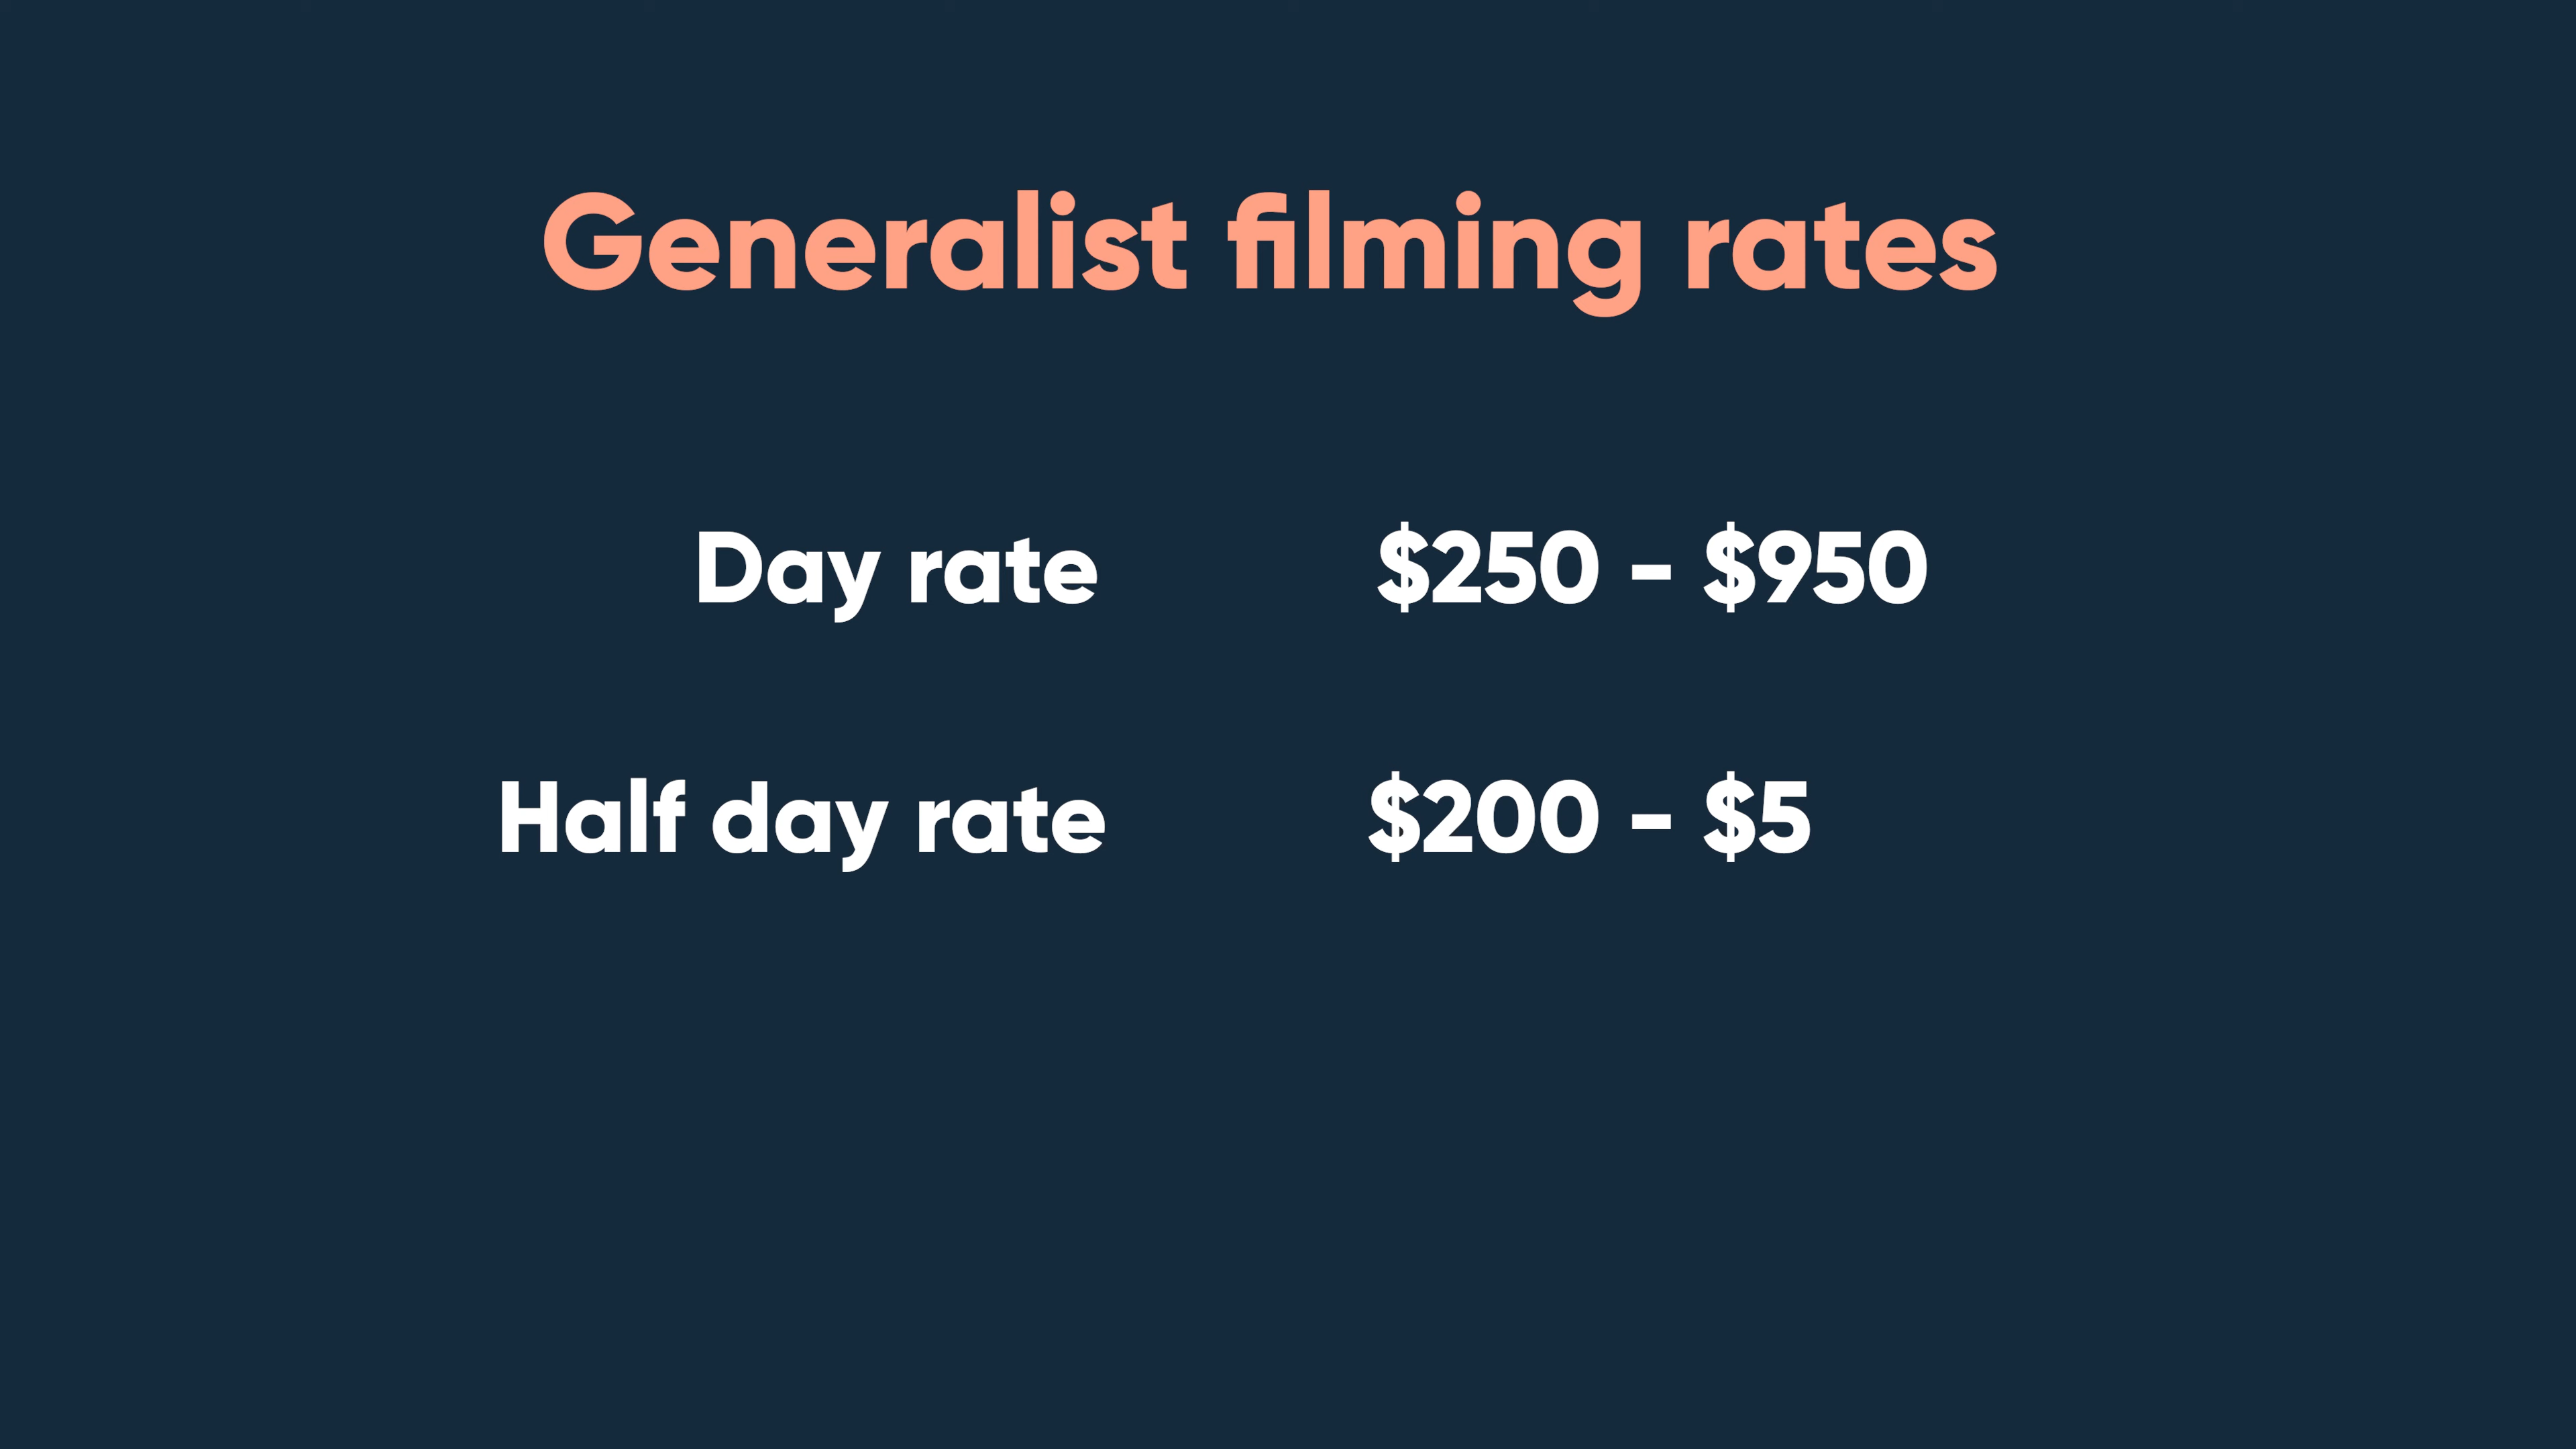 Generalist filming rates
Day rate $250 - $950
Half day rate $200 - $5